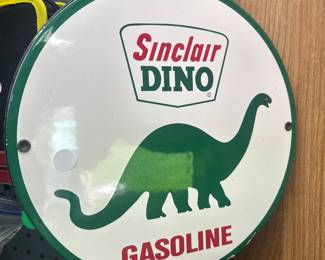 Sinclair
DINO
®
GASOLINE